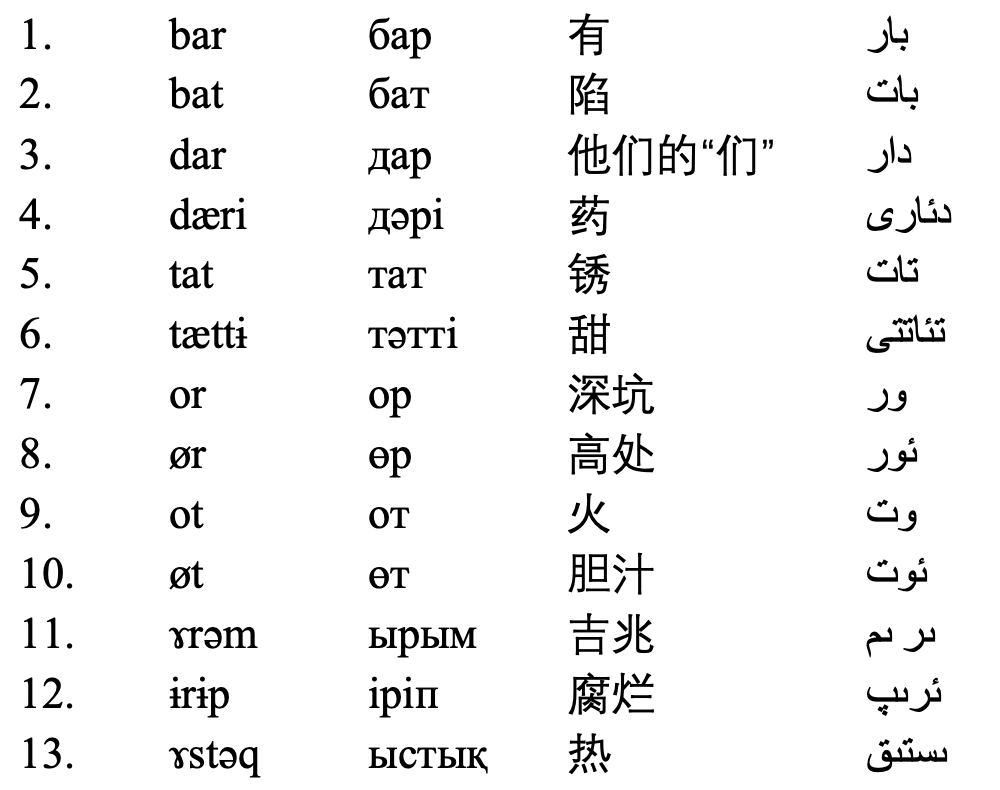 1. bar бар 有 بار
2. bat бат 陷 بات
3. dar дар 他们的“们” دار
4. dæri дәрі 药 دئارى
5. tat тат 锈 تات
6. tættɨ тәтті 甜 تئاتتى
7. or ор 深坑 ور
8. ør өр 高处 ئور
9. ot от 火 وت
10. øt өт 胆汁 ئوت
11. ɤrəm ырым 吉兆 ىر ىم
12. ɨrɨp іріп 腐烂 ئرىپ
13. ɤstəq ыстық 热 ىستىق